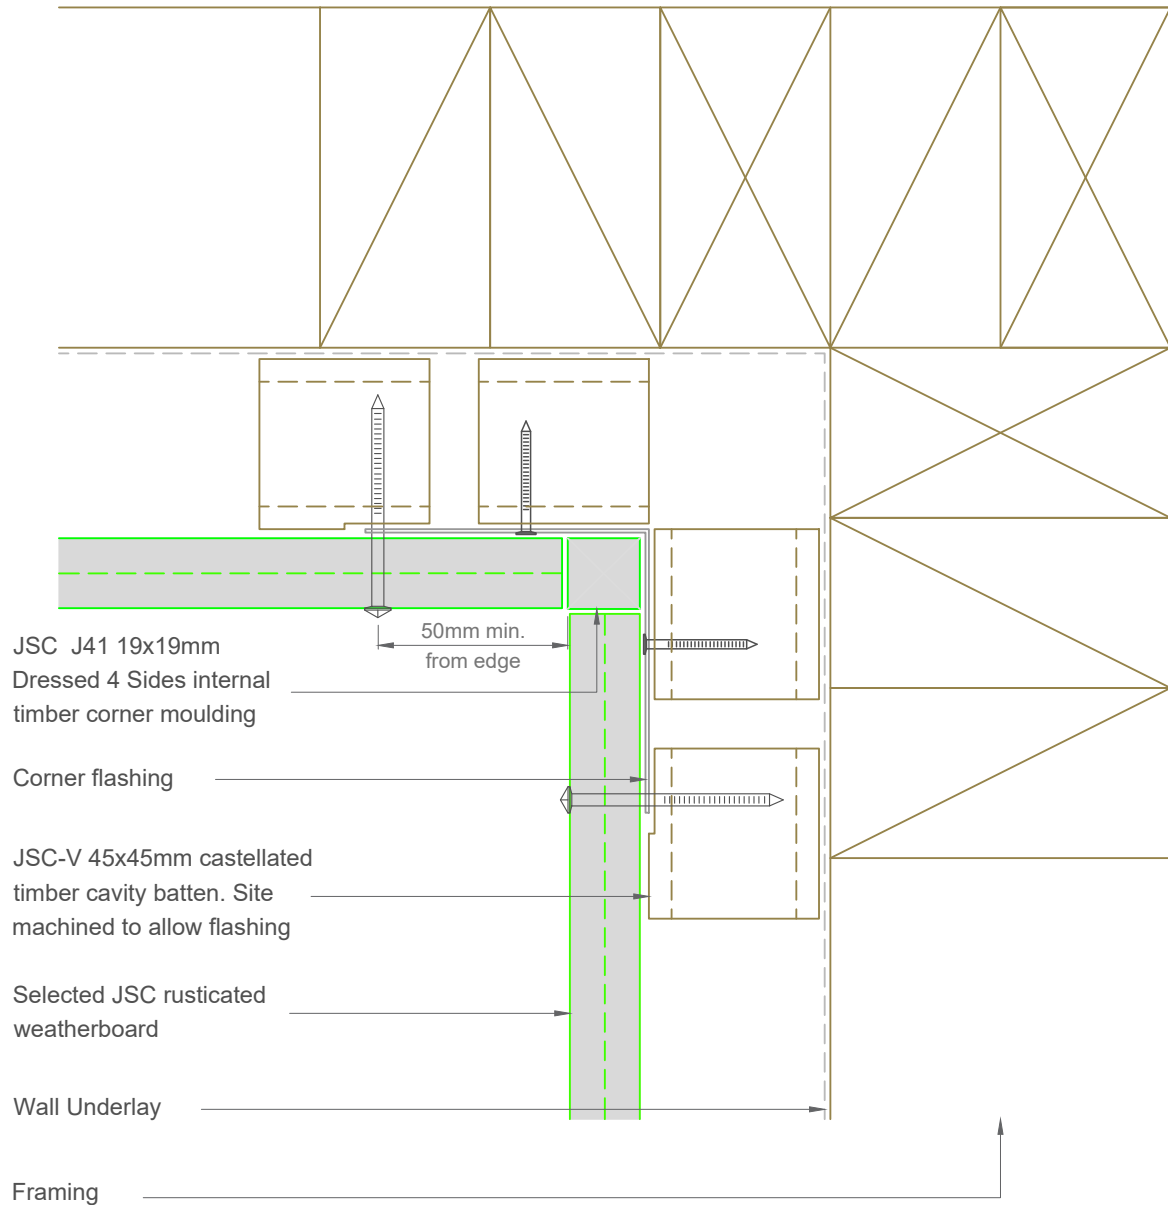 50mm min.
from edge
JSC J41 19x19mm
Dressed 4 Sides internal
timber corner moulding
Corner flashing
JSC-V 45x45mm castellated
timber cavity batten. Site
machined to allow flashing
Selected JSC rusticated
weatherboard
Wall Underlay
Framing